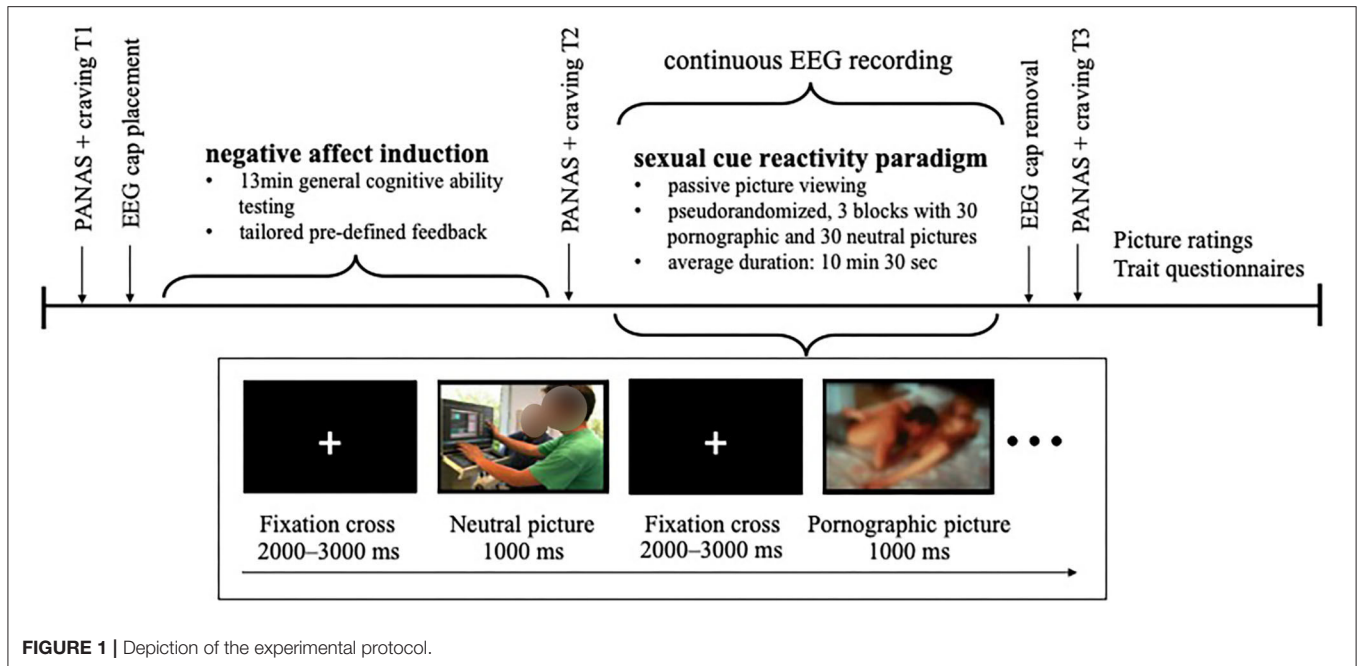 PANAS + craving T1
EEG cap placement
negative affect induction
• 13min general cognitive ability
testing
• tailored pre-defined feedback
PANAS + craving T2
continuous EEG recording
sexual cue reactivity paradigm
• passive picture viewing
• pseudorandomized, 3 blocks with 30
pornographic and 30 neutral pictures
• average duration: 10 min 30 sec
EEG cap removal
PANAS + craving T3
Picture ratings
Trait questionnaires
Fixation cross
2000–3000 ms
Neutral picture
1000 ms
Fixation cross
2000–3000 ms
Pornographic picture
1000 ms
FIGURE 1 | Depiction of the experimental protocol.